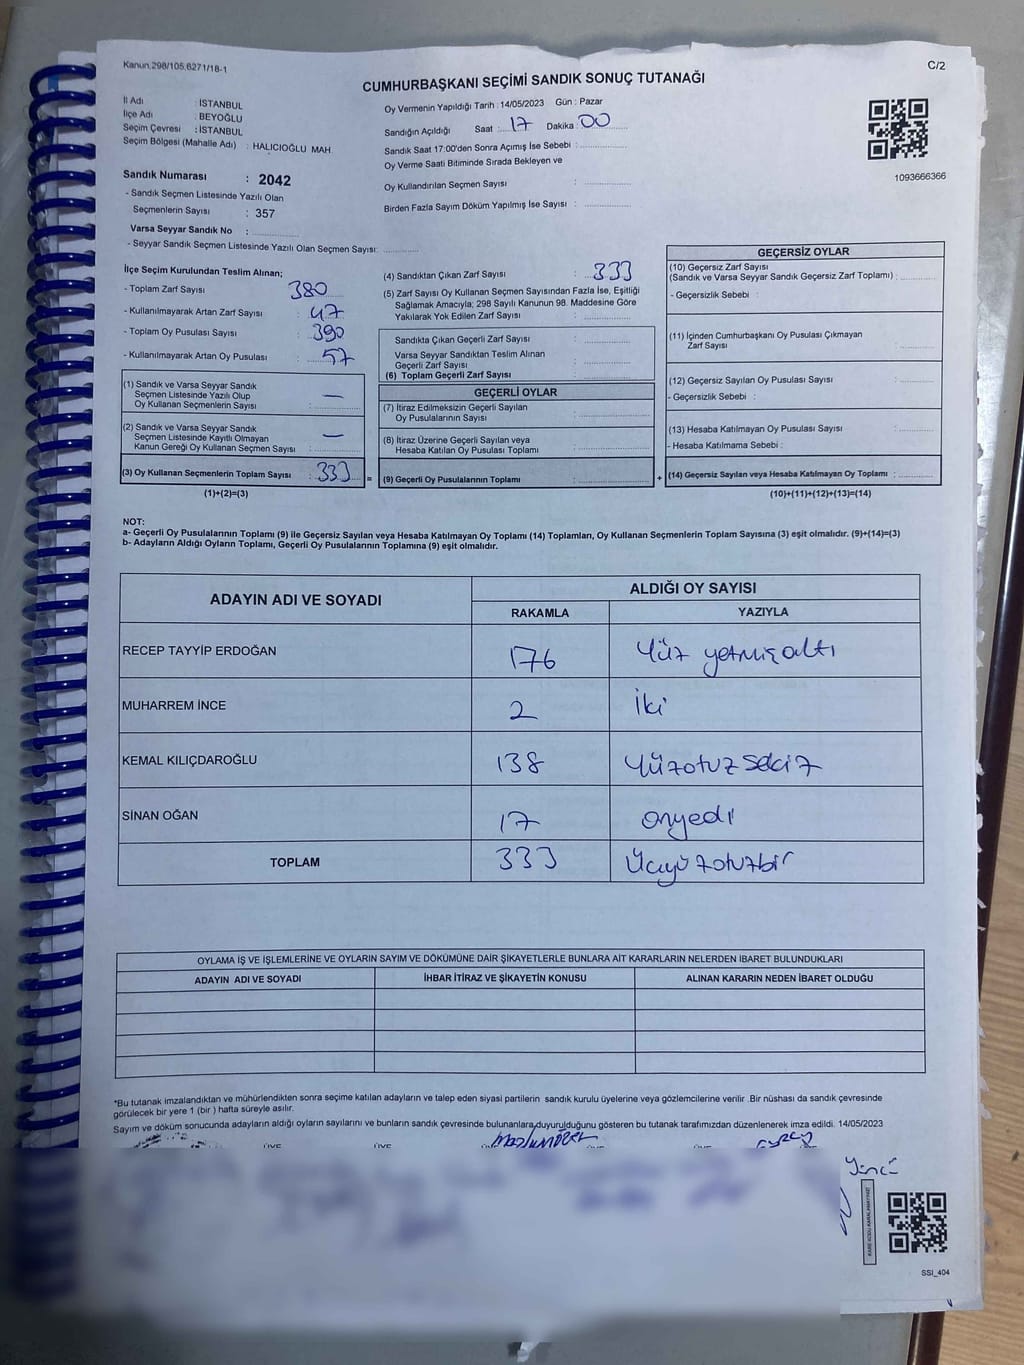 Kanun,298/105,6271/18-1
C/2
CUMHURBAŞKANI SEÇİMİ SANDIK SONUÇ TUTANAĞI
İl Adı : İSTANBUL
İlçe Adı : BEYOĞLU
Seçim Çevresi : İSTANBUL
Seçim Bölgesi (Mahalle Adı) : HALICIOĞLU MAH.
Sandık Numarası : 2042
- Sandık Seçmen Listesinde Yazılı Olan
Seçmenlerin Sayısı : 357
Varsa Seyyar Sandık No :
- Seyyar Sandık Seçmen Listesinde Yazılı Olan Seçmen Sayısı:
Oy Vermenin Yapıldığı Tarih : 14/05/2023 Gün : Pazar
Sandığın Açıldığı Saat : 17 Dakika : 00
Sandık Saat 17:00'den Sonra Açımış İse Sebebi :
Oy Verme Saati Bitiminde Sırada Bekleyen ve
Oy Kullandırılan Seçmen Sayısı :
Birden Fazla Sayım Döküm Yapılmış İse Sayısı :
1093666366
İlçe Seçim Kurulundan Teslim Alınan;
- Toplam Zarf Sayısı : 380
- Kullanılmayarak Artan Zarf Sayısı : 47
- Toplam Oy Pusulası Sayısı : 390
- Kullanılmayarak Artan Oy Pusulası : 57
(1) Sandık ve Varsa Seyyar Sandık
Seçmen Listesinde Yazılı Olup
Oy Kullanan Seçmenlerin Sayısı : —
(2) Sandık ve Varsa Seyyar Sandık
Seçmen Listesinde Kayıtlı Olmayan
Kanun Gereği Oy Kullanan Seçmen Sayısı : —
(3) Oy Kullanan Seçmenlerin Toplam Sayısı : 333 =
(1)+(2)=(3)
(4) Sandıktan Çıkan Zarf Sayısı : 333
(5) Zarf Sayısı Oy Kullanan Seçmen Sayısından Fazla İse, Eşitliği
Sağlamak Amacıyla; 298 Sayılı Kanunun 98. Maddesine Göre
Yakılarak Yok Edilen Zarf Sayısı :
Sandıkta Çıkan Geçerli Zarf Sayısı :
Varsa Seyyar Sandıktan Teslim Alınan
Geçerli Zarf Sayısı :
(6) Toplam Geçerli Zarf Sayısı :
GEÇERLİ OYLAR
(7) İtiraz Edilmeksizin Geçerli Sayılan
Oy Pusulalarının Sayısı :
(8) İtiraz Üzerine Geçerli Sayılan veya
Hesaba Katılan Oy Pusulası Toplamı :
(9) Geçerli Oy Pusulalarının Toplamı : +
GEÇERSİZ OYLAR
(10) Geçersiz Zarf Sayısı
(Sandık ve Varsa Seyyar Sandık Geçersiz Zarf Toplamı) :
- Geçersizlik Sebebi :
(11) İçinden Cumhurbaşkanı Oy Pusulası Çıkmayan
Zarf Sayısı :
(12) Geçersiz Sayılan Oy Pusulası Sayısı :
- Geçersizlik Sebebi :
(13) Hesaba Katılmayan Oy Pusulası Sayısı :
- Hesaba Katılmama Sebebi :
(14) Geçersiz Sayılan veya Hesaba Katılmayan Oy Toplamı :
(10)+(11)+(12)+(13)=(14)
NOT:
a- Geçerli Oy Pusulalarının Toplamı (9) ile Geçersiz Sayılan veya Hesaba Katılmayan Oy Toplamı (14) Toplamları, Oy Kullanan Seçmenlerin Toplam Sayısına (3) eşit olmalıdır. (9)+(14)=(3)
b- Adayların Aldığı Oyların Toplamı, Geçerli Oy Pusulalarının Toplamına (9) eşit olmalıdır.
ADAYIN ADI VE SOYADI ALDIĞI OY SAYISI
RAKAMLA YAZIYLA
RECEP TAYYİP ERDOĞAN 176 Yüz yetmiş altı
MUHARREM İNCE 2 İki
KEMAL KILIÇDAROĞLU 138 Yüzotuz sekiz
SİNAN OĞAN 17 onyedi
TOPLAM 333 Üçyüzotuzbir
OYLAMA İŞ VE İŞLEMLERİNE VE OYLARIN SAYIM VE DÖKÜMÜNE DAİR ŞİKAYETLERLE BUNLARA AİT KARARLARIN NELERDEN İBARET BULUNDUKLARI
ADAYIN ADI VE SOYADI İHBAR İTİRAZ VE ŞİKAYETİN KONUSU ALINAN KARARIN NEDEN İBARET OLDUĞU
*Bu tutanak imzalandıktan ve mühürlendikten sonra seçime katılan adayların ve talep eden siyasi partilerin sandık kurulu üyelerine veya gözlemcilerine verilir .Bir nüshası da sandık çevresinde
görülecek bir yere 1 (bir ) hafta süreyle asılır.
Sayım ve döküm sonucunda adayların aldığı oyların sayılarını ve bunların sandık çevresinde bulunanlara duyurulduğunu gösteren bu tutanak tarafımızdan düzenlenerek imza edildi. 14/05/2023
ÜYE ÜYE
SSI_404